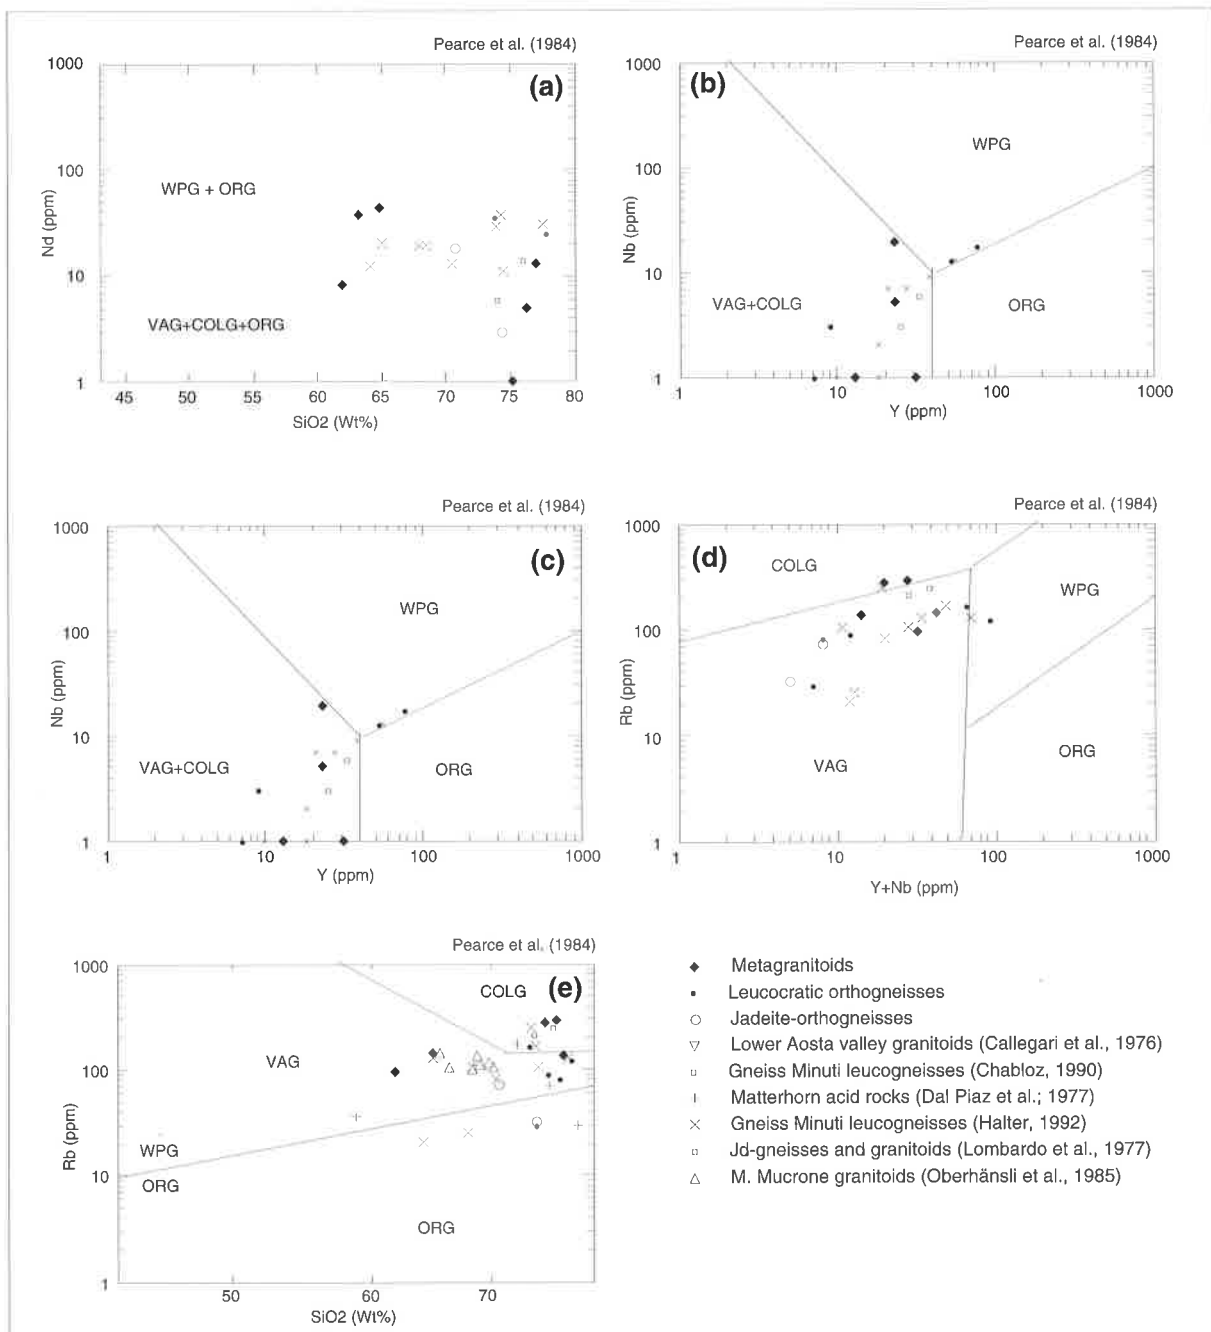 Pearce et al. (1984)
(a)
1000
100
10
1
Nd (ppm)
WPG + ORG
VAG+COLG+ORG
45 50 55 60 65 70 75 80
SiO2 (Wt%)
Pearce et al. (1984)
(b)
1000
100
10
1
Nb (ppm)
WPG
VAG+COLG
ORG
1 10 100 1000
Y (ppm)
Pearce et al. (1984)
(c)
1000
100
10
1
Nb (ppm)
WPG
VAG+COLG
ORG
1 10 100 1000
Y (ppm)
Pearce et al. (1984)
(d)
1000
100
10
1
Rb (ppm)
COLG
WPG
VAG
ORG
1 10 100 1000
Y+Nb (ppm)
Pearce et al. (1984)
(e)
1000
100
10
1
Rb (ppm)
COLG
VAG
WPG
ORG
ORG
50 60 70
SiO2 (Wt%)
Metagranitoids
Leucocratic orthogneisses
Jadeite-orthogneisses
Lower Aosta valley granitoids (Callegari et al., 1976)
Gneiss Minuti leucogneisses (Chabloz, 1990)
Matterhorn acid rocks (Dal Piaz et al.; 1977)
Gneiss Minuti leucogneisses (Halter, 1992)
Jd-gneisses and granitoids (Lombardo et al., 1977)
M. Mucrone granitoids (Oberhänsli et al., 1985)